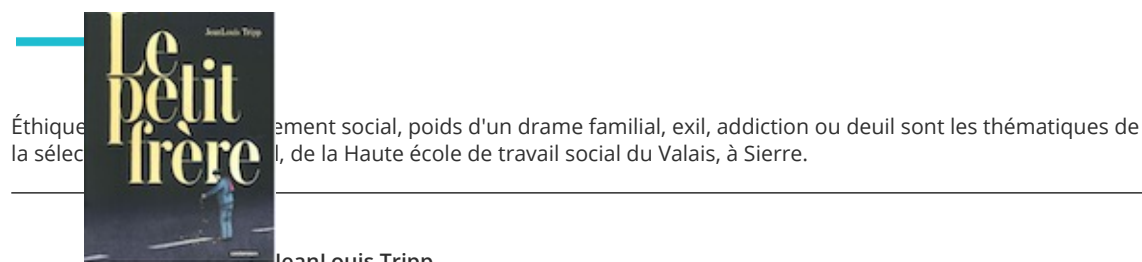 JeanLouis Tripp
Le
petit
frère
Éthique ement social, poids d'un drame familial, exil, addiction ou deuil sont les thématiques de
la sélec l, de la Haute école de travail social du Valais, à Sierre.
JeanLouis Tripp